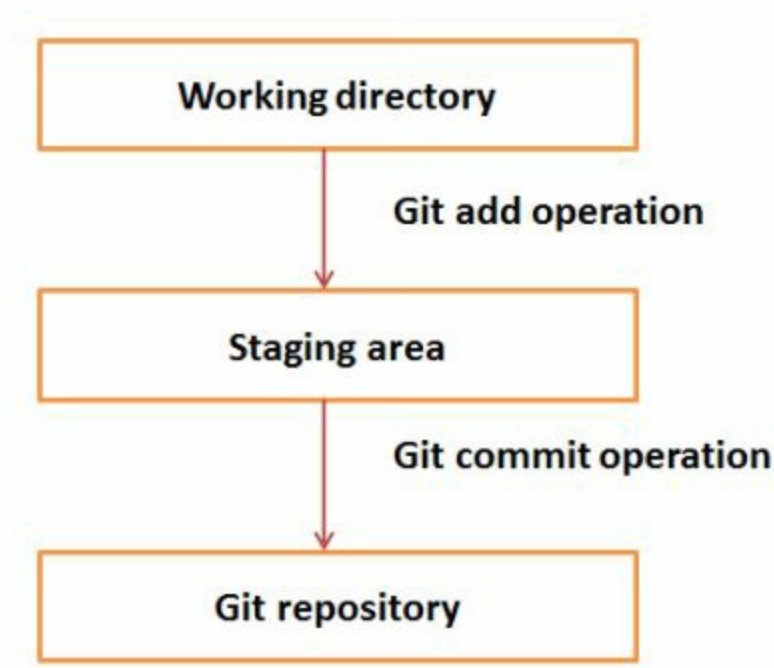 Working directory
Git add operation
Staging area
Git commit operation
Git repository